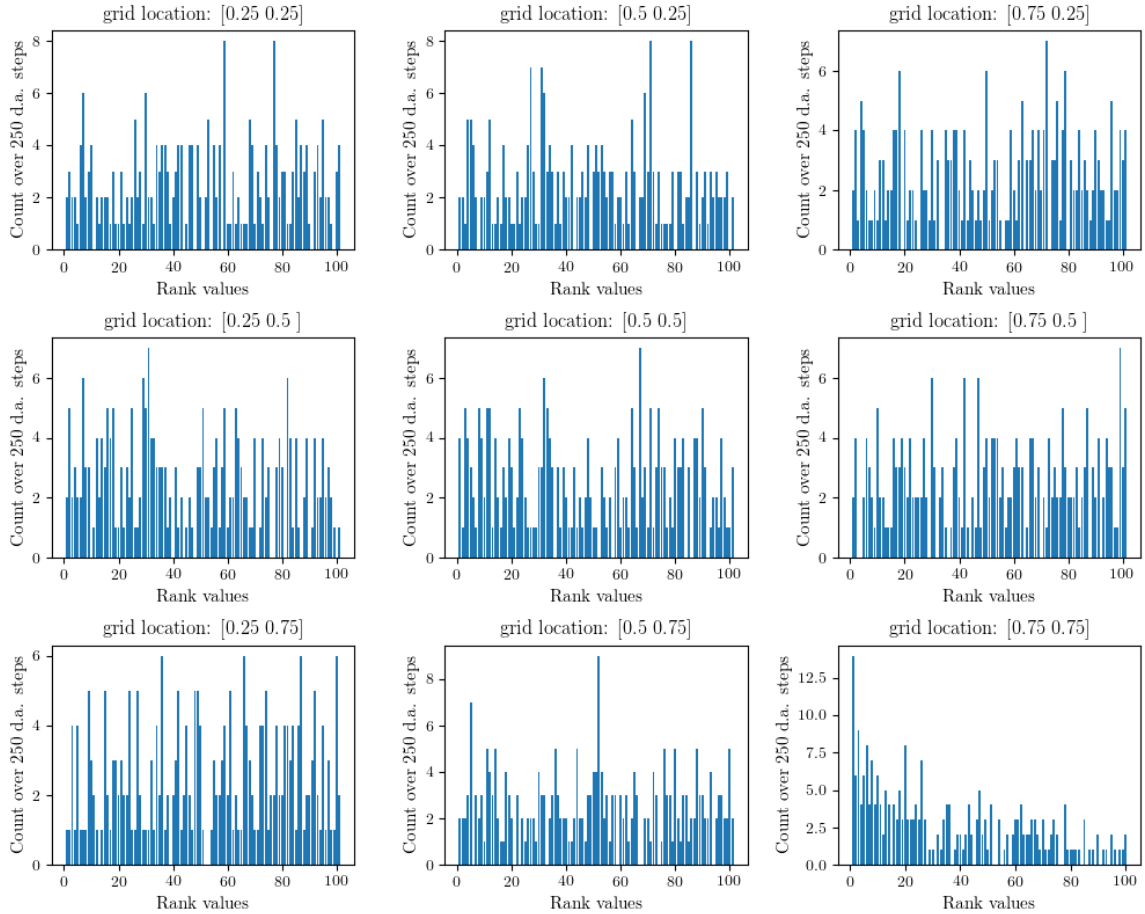 grid location: [0.25 0.25]
Count over 250 d.a. steps
0
2
4
6
8
0 20 40 60 80 100
Rank values
grid location: [0.5 0.25]
Count over 250 d.a. steps
0
2
4
6
8
0 20 40 60 80 100
Rank values
grid location: [0.75 0.25]
Count over 250 d.a. steps
0
2
4
6
0 20 40 60 80 100
Rank values
grid location: [0.25 0.5 ]
Count over 250 d.a. steps
0
2
4
6
0 20 40 60 80 100
Rank values
grid location: [0.5 0.5]
Count over 250 d.a. steps
0
2
4
6
0 20 40 60 80 100
Rank values
grid location: [0.75 0.5 ]
Count over 250 d.a. steps
0
2
4
6
0 20 40 60 80 100
Rank values
grid location: [0.25 0.75]
Count over 250 d.a. steps
0
2
4
6
0 20 40 60 80 100
Rank values
grid location: [0.5 0.75]
Count over 250 d.a. steps
0
2
4
6
8
0 20 40 60 80 100
Rank values
grid location: [0.75 0.75]
Count over 250 d.a. steps
0.0
2.5
5.0
7.5
10.0
12.5
0 20 40 60 80 100
Rank values